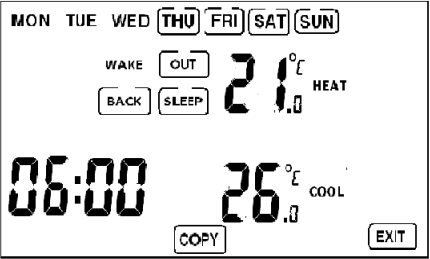 MON TUE WED THU FRI SAT SUN
WAKE OUT
BACK SLEEP
21.0 °C HEAT
06:00
26.0 °C COOL
COPY EXIT